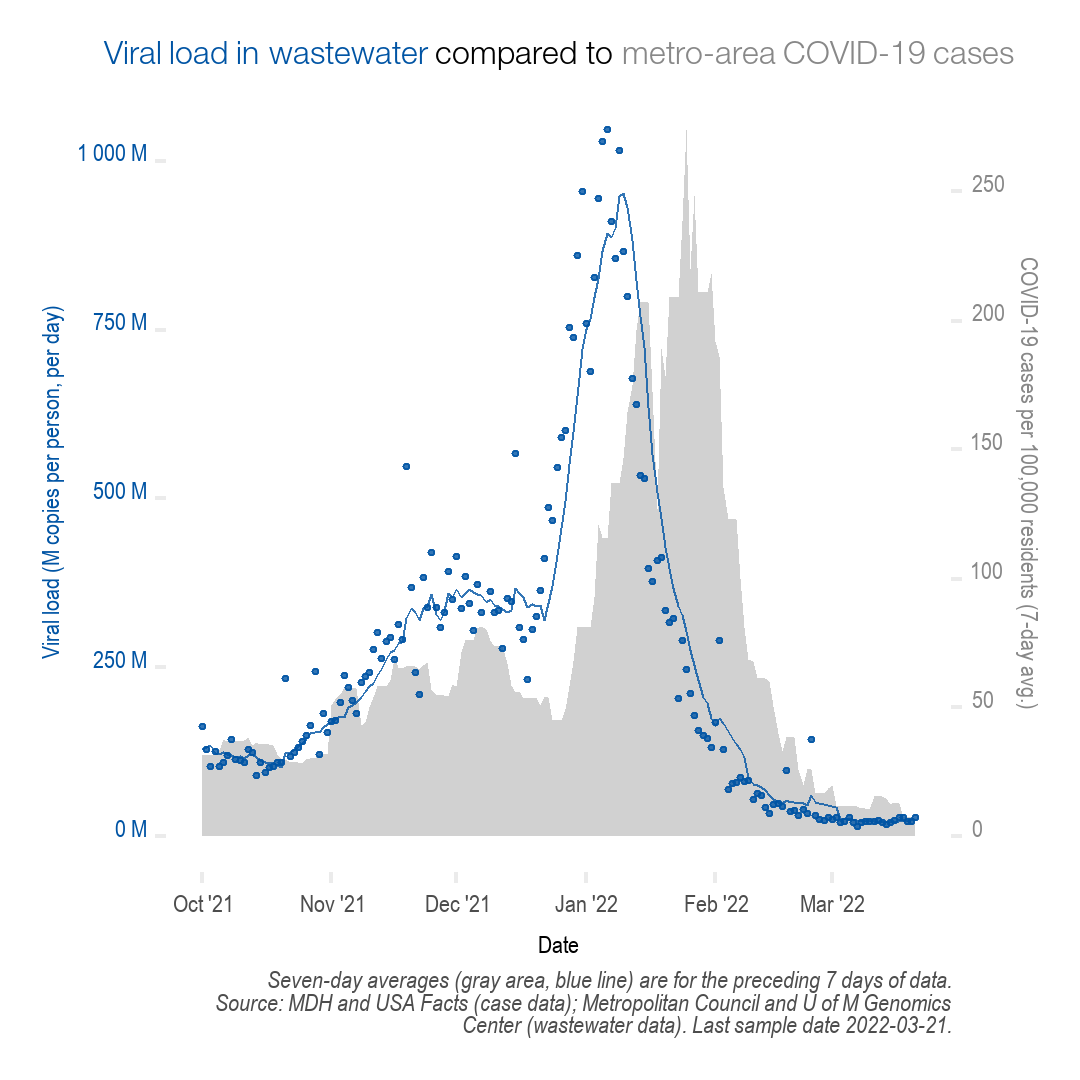 Viral load in wastewater compared to metro-area COVID-19 cases
1 000 M
750 M
500 M
250 M
0 M
Viral load (M copies per person, per day)
250
200
150
100
50
0
COVID-19 cases per 100,000 residents (7-day avg.)
Oct '21
Nov '21
Dec '21
Jan '22
Feb '22
Mar '22
Date
Seven-day averages (gray area, blue line) are for the preceding 7 days of data.
Source: MDH and USA Facts (case data); Metropolitan Council and U of M Genomics
Center (wastewater data). Last sample date 2022-03-21.